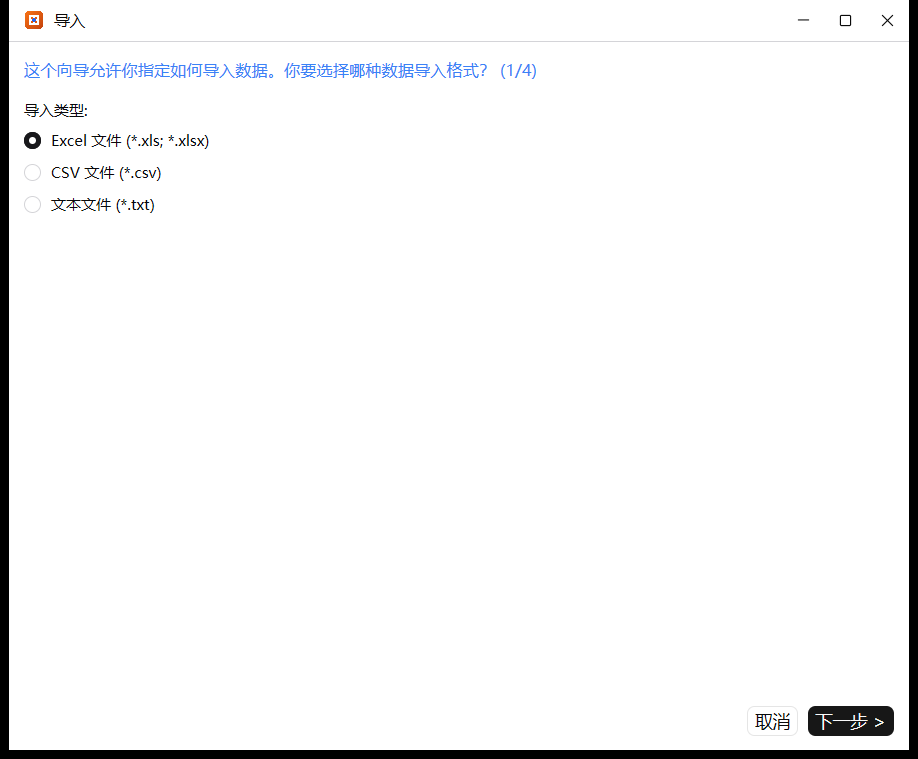 导入
这个向导允许你指定如何导入数据。你要选择哪种数据导入格式? (1/4)
导入类型:
Excel 文件 (*.xls; *.xlsx)
CSV 文件 (*.csv)
文本文件 (*.txt)
取消 下一步 >